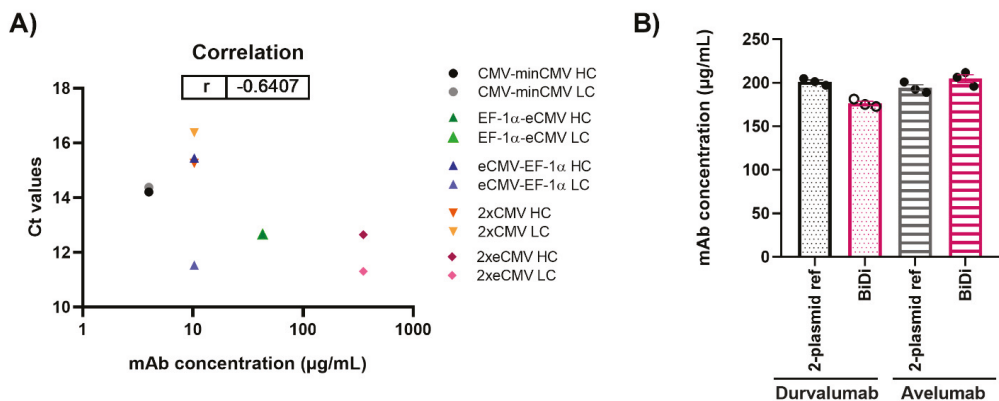 A)
Correlation
r -0.6407
Ct values
18
16
14
12
10
1
10
100
1000
mAb concentration (µg/mL)
CMV-minCMV HC
CMV-minCMV LC
EF-1α-eCMV HC
EF-1α-eCMV LC
eCMV-EF-1α HC
eCMV-EF-1α LC
2xCMV HC
2xCMV LC
2xeCMV HC
2xeCMV LC
B)
mAb concentration (µg/mL)
250
200
150
100
50
0
2-plasmid ref
BiDi
2-plasmid ref
BiDi
Durvalumab
Avelumab